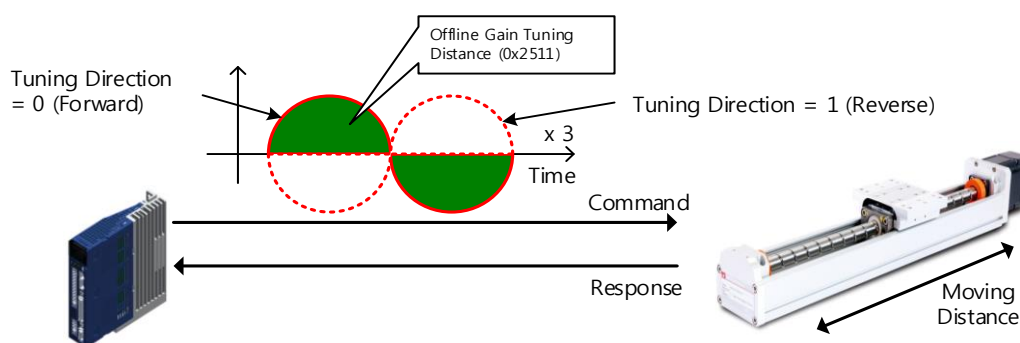 Offline Gain Tuning
Distance (0x2511)
Tuning Direction
= 0 (Forward)
Tuning Direction = 1 (Reverse)
x 3
Time
Command
Response
Moving
Distance